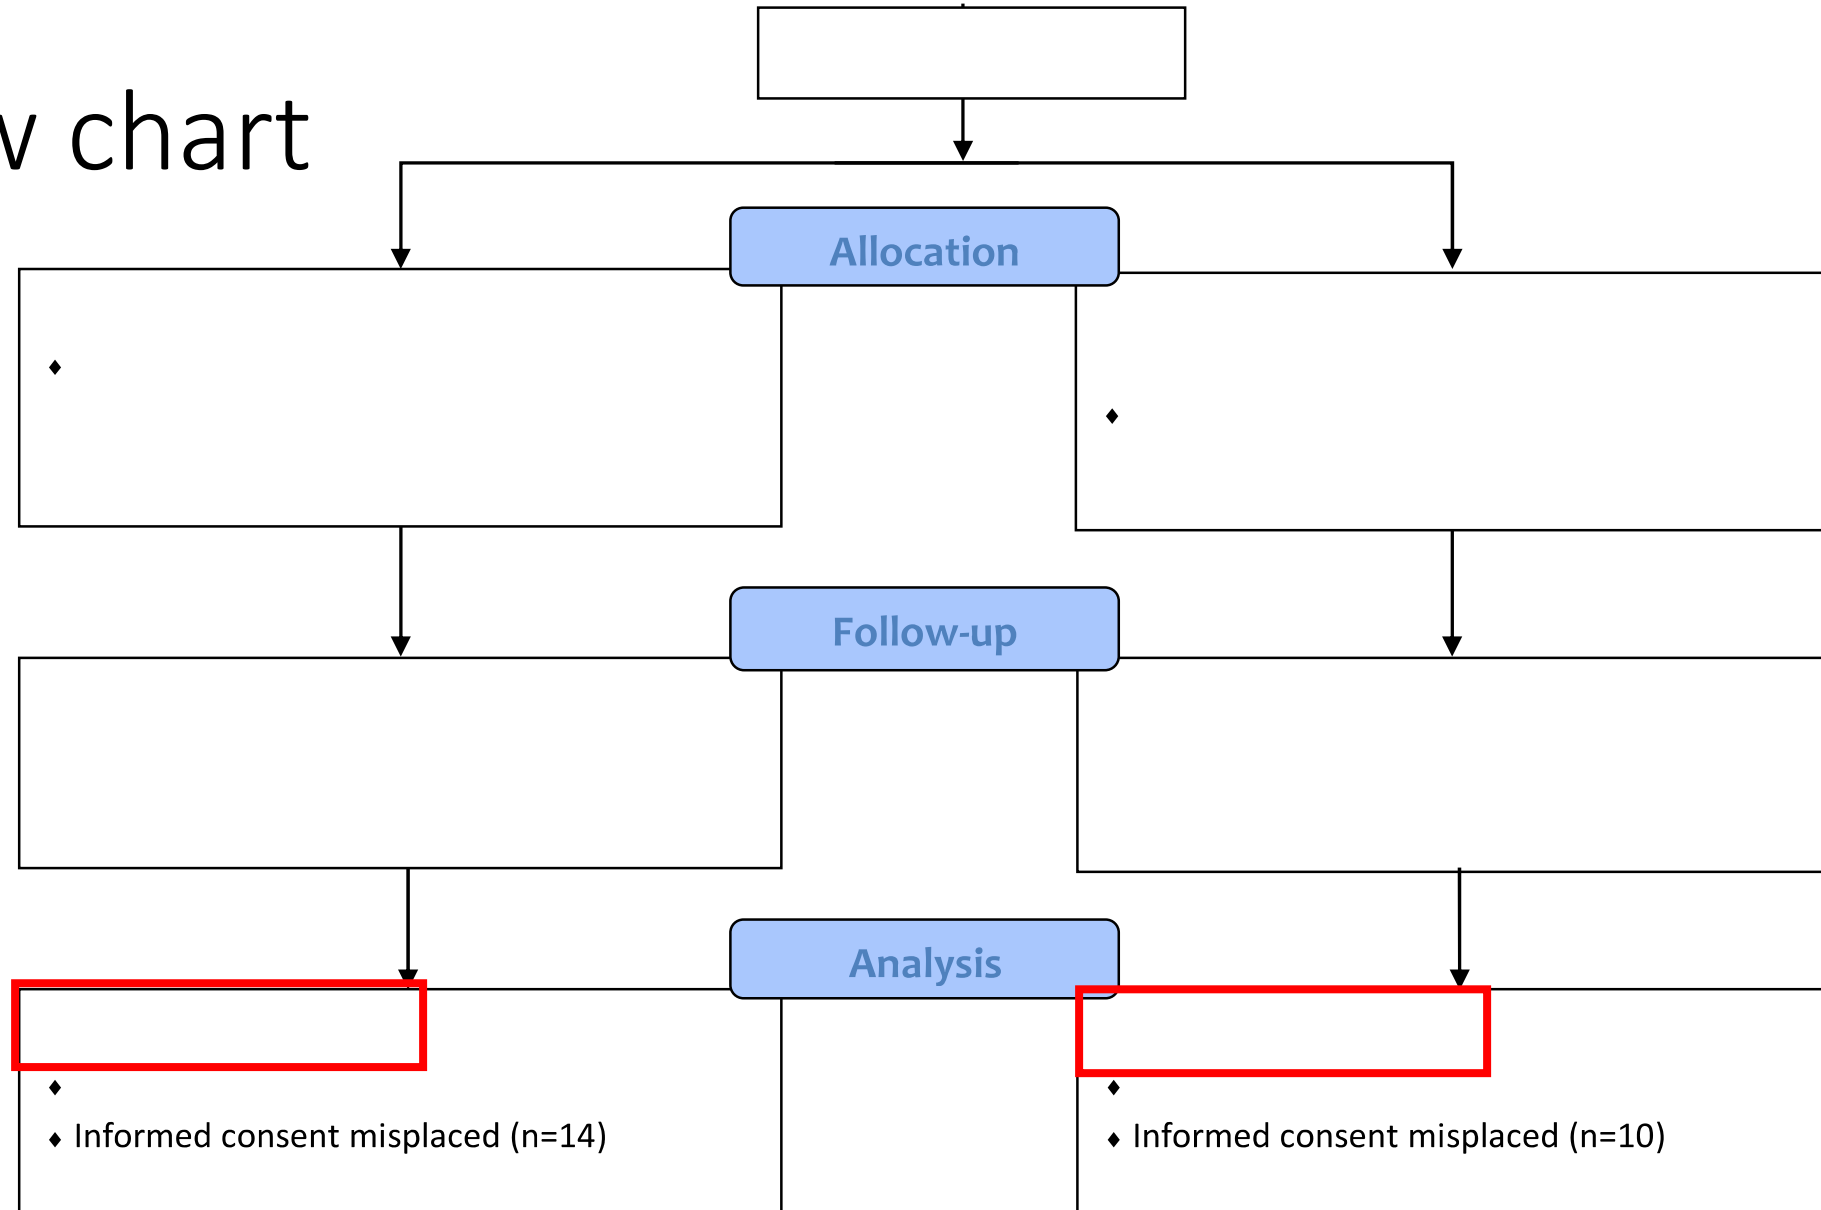 w chart
Allocation
♦
♦
Follow-up
Analysis
♦
♦ Informed consent misplaced (n=14)
♦
♦ Informed consent misplaced (n=10)